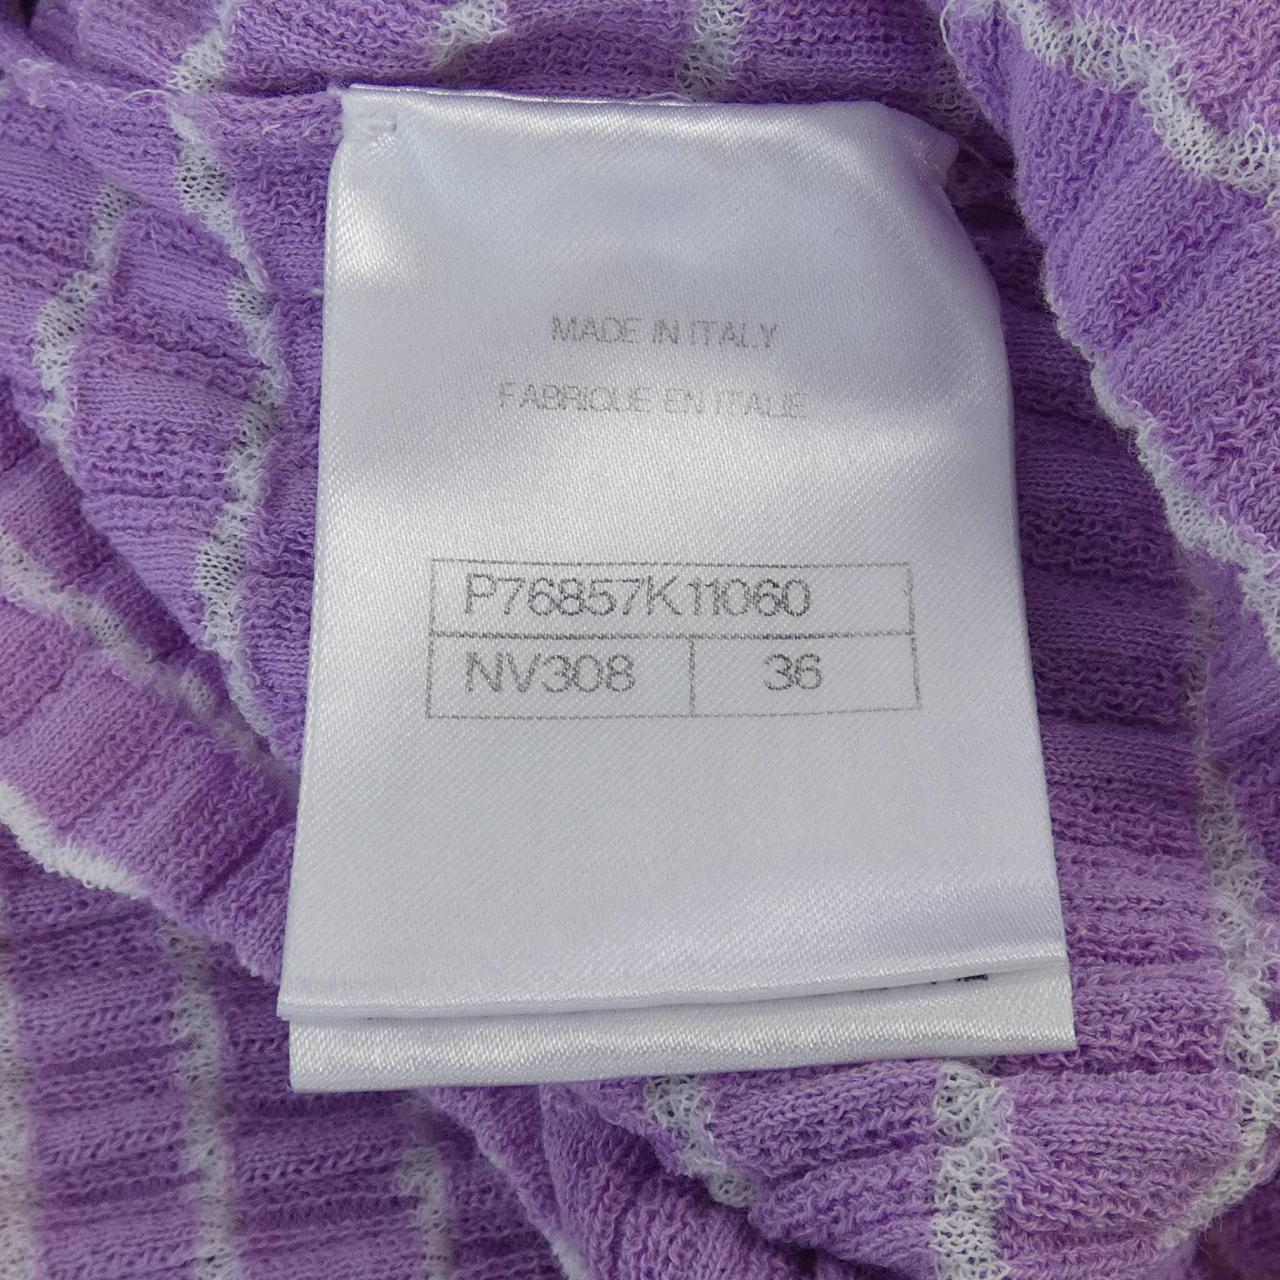 MADE IN ITALY
FABRIQUE EN ITALIE
P76857K11060
NV308 36